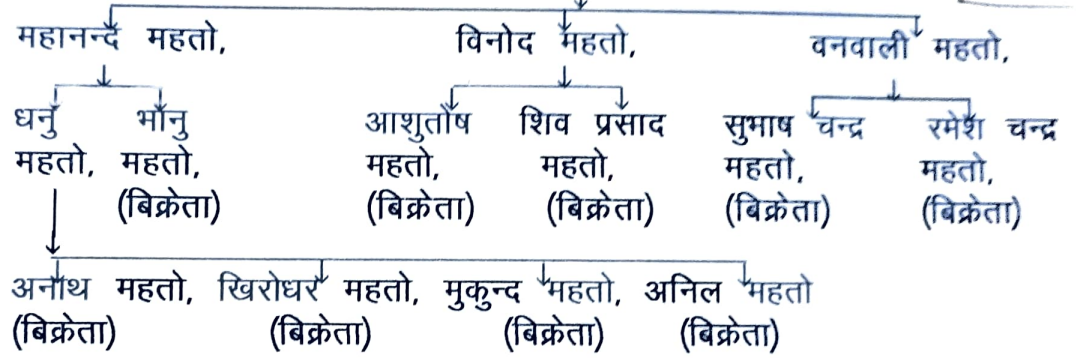 महानन्द महतो, विनोद महतो, वनवाली महतो,
धनु भानु आशुतोष शिव प्रसाद सुभाष चन्द्र रमेश चन्द्र
महतो, महतो, महतो, महतो, महतो, महतो,
(बिक्रेता) (बिक्रेता) (बिक्रेता) (बिक्रेता) (बिक्रेता)
अनाथ महतो, खिरोधर महतो, मुकुन्द महतो, अनिल महतो
(बिक्रेता) (बिक्रेता) (बिक्रेता) (बिक्रेता)